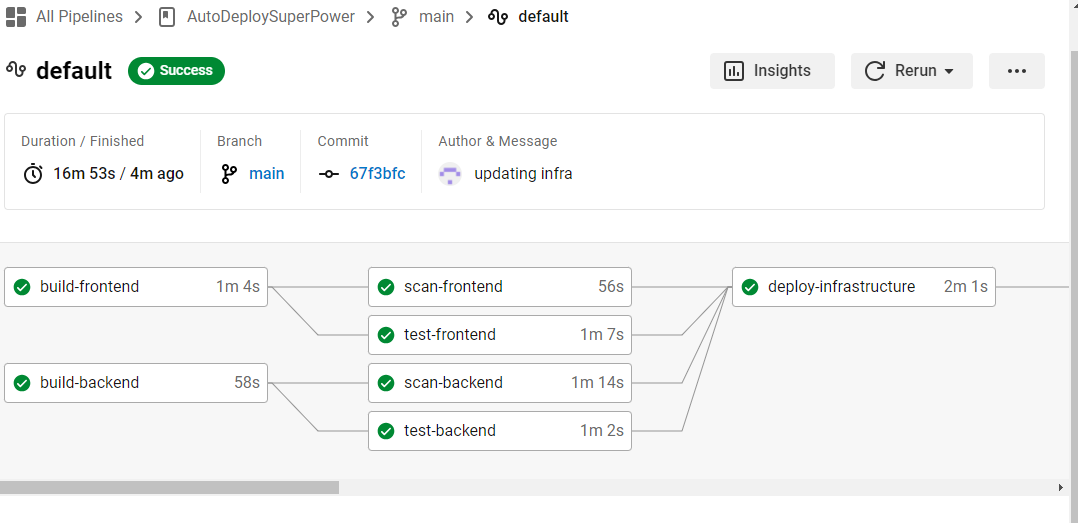 All Pipelines > AutoDeploySuperPower > main > default
default Success Insights Rerun ...
Duration / Finished Branch Commit Author & Message
16m 53s / 4m ago main 67f3bfc updating infra
build-frontend 1m 4s scan-frontend 56s deploy-infrastructure 2m 1s
test-frontend 1m 7s
build-backend 58s scan-backend 1m 14s
test-backend 1m 2s